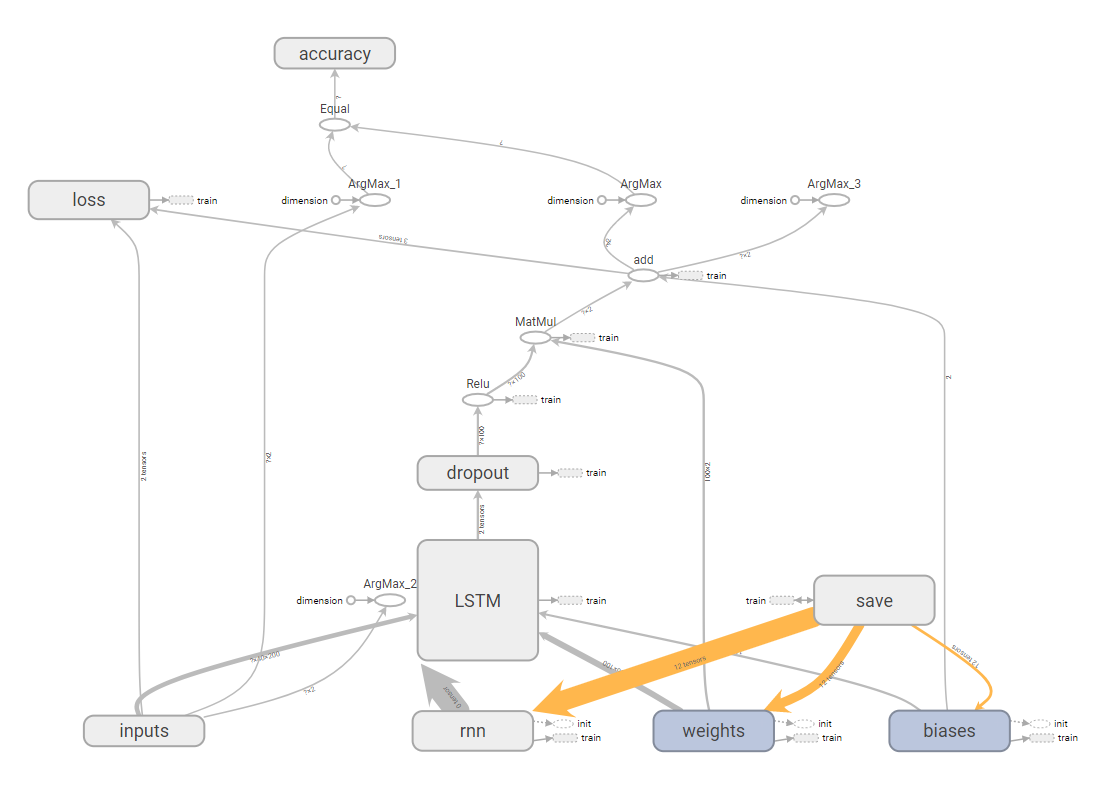 accuracy
?
Equal
?
ArgMax_1
ArgMax
ArgMax_3
loss
train
dimension
dimension
dimension
3 tensors
?×2
?×2
add
train
MatMul
?×2
train
Relu
?×100
train
2
?×100
2 tensors
?×2
100×2
dropout
train
2 tensors
ArgMax_2
dimension
LSTM
train
train
save
?×2
12 tensors
12 tensors
12 tensors
inputs
rnn
init
train
weights
init
train
biases
init
train